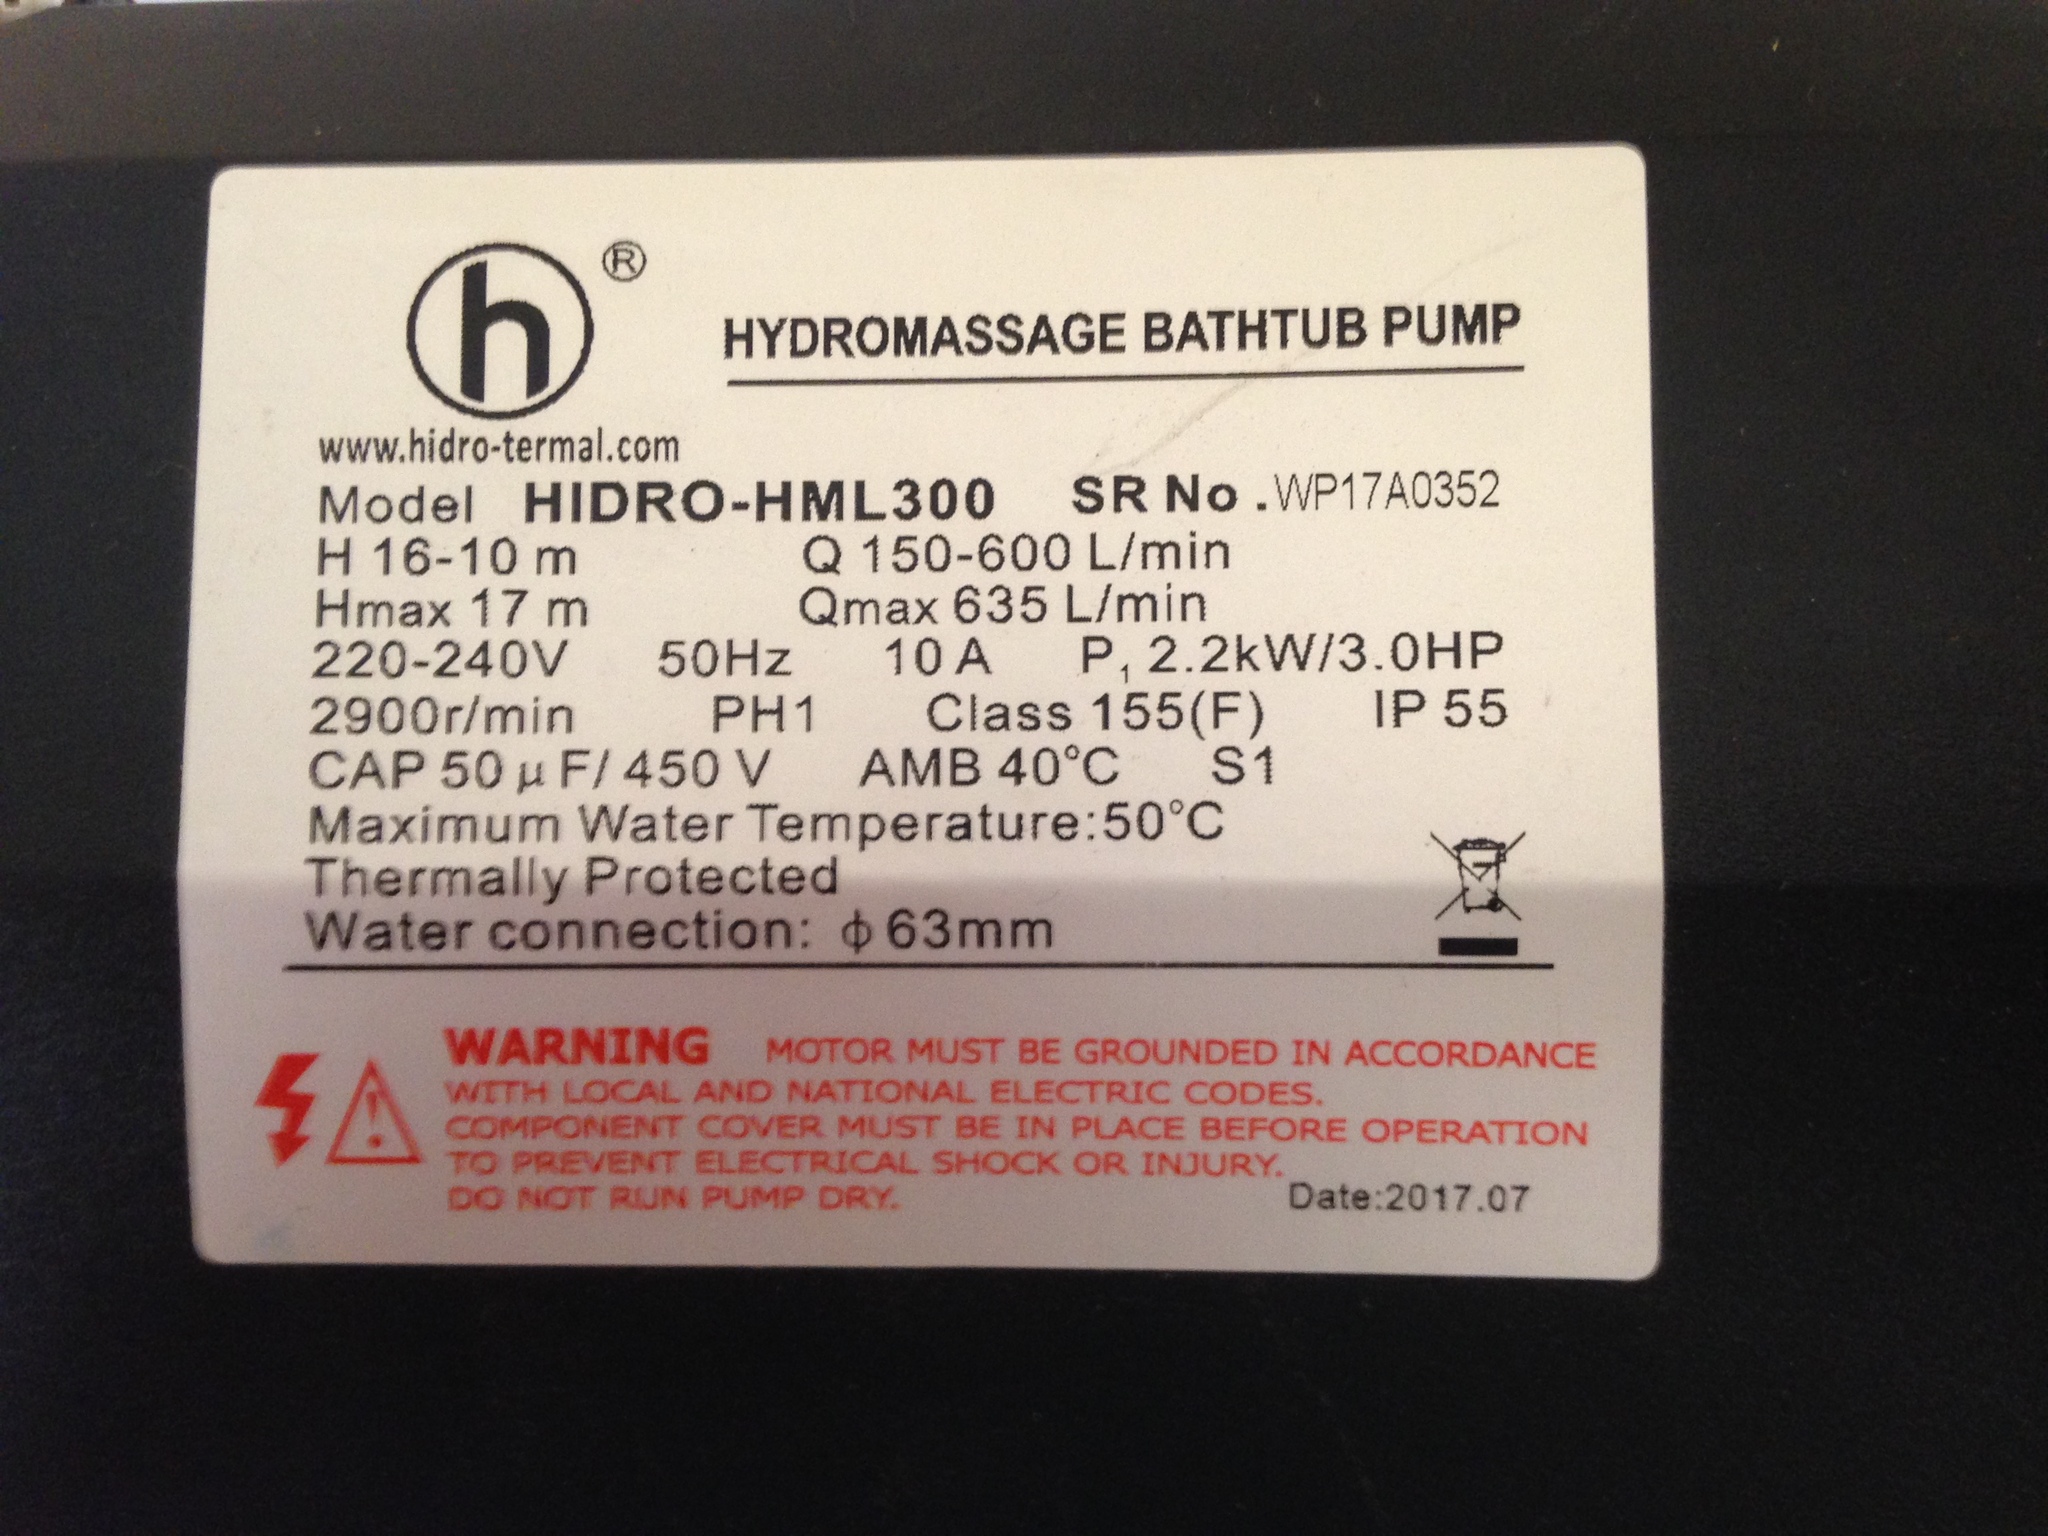 h ®
HYDROMASSAGE BATHTUB PUMP
www.hidro-termal.com
Model HIDRO-HML300 SR No .WP17A0352
H 16-10 m Q 150-600 L/min
Hmax 17 m Qmax 635 L/min
220-240V 50Hz 10 A P₁ 2.2kW/3.0HP
2900r/min PH1 Class 155(F) IP 55
CAP 50 μF/ 450 V AMB 40°C S1
Maximum Water Temperature:50°C
Thermally Protected
Water connection: ϕ 63mm
WARNING MOTOR MUST BE GROUNDED IN ACCORDANCE
WITH LOCAL AND NATIONAL ELECTRIC CODES.
COMPONENT COVER MUST BE IN PLACE BEFORE OPERATION
TO PREVENT ELECTRICAL SHOCK OR INJURY.
DO NOT RUN PUMP DRY.
Date:2017.07